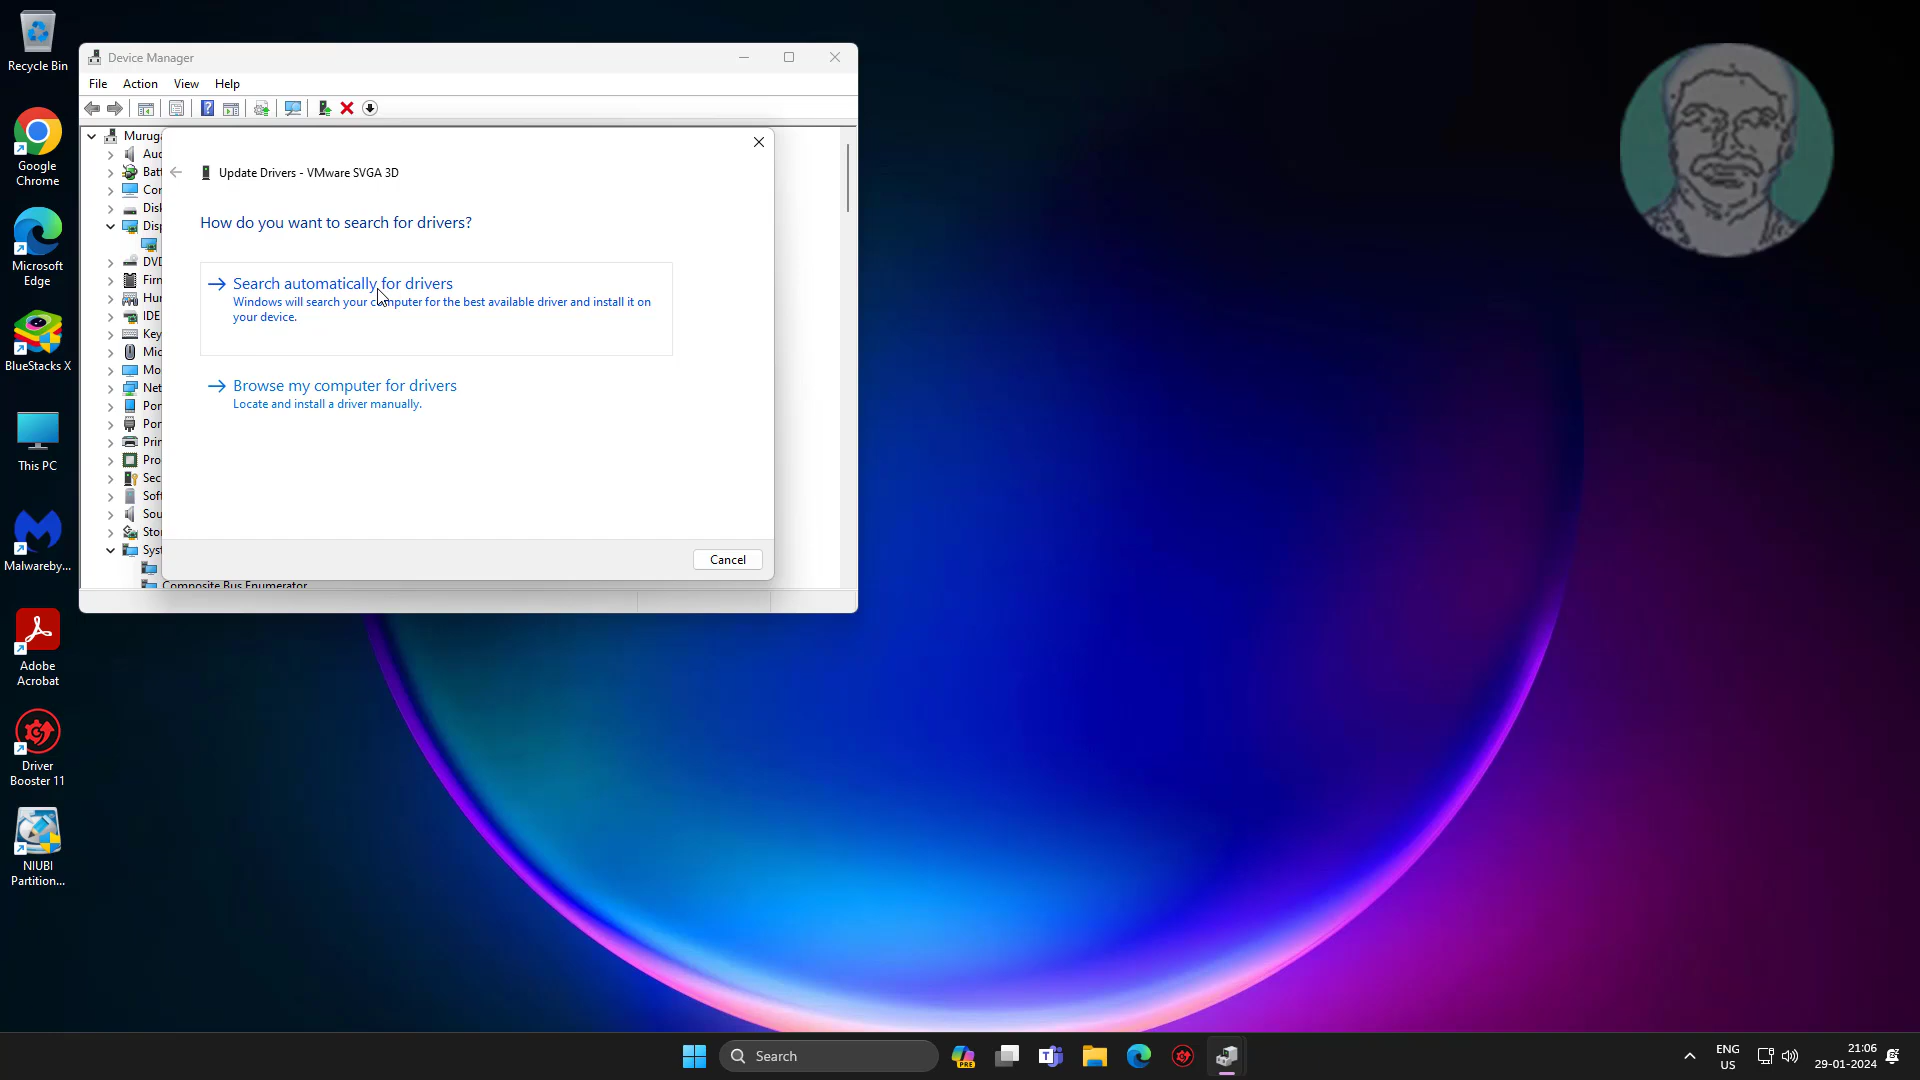 Recycle Bin
Google
Chrome
Microsoft
Edge
BlueStacks X
This PC
Malwareby...
Adobe
Acrobat
Driver
Booster 11
NIUBI
Partition...
Device Manager
File Action View Help
Muruga
Aud
Batt
Cor
Disk
Disp
DVD
Firn
Hur
IDE
Key
Mic
Mo
Net
Por
Por
Prir
Pro
Sec
Soft
Sou
Stor
Syst
Composite Bus Enumerator
Update Drivers - VMware SVGA 3D
How do you want to search for drivers?
Search automatically for drivers
Windows will search your computer for the best available driver and install it on
your device.
Browse my computer for drivers
Locate and install a driver manually.
Cancel
Search
PRE
ENG
US
21:06
29-01-2024